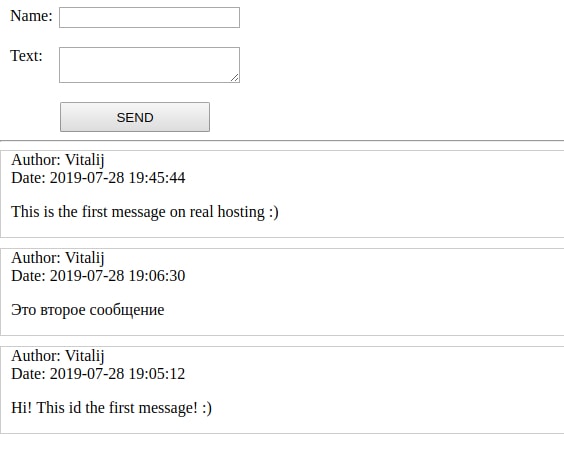 Name:
Text:
SEND
Author: Vitalij
Date: 2019-07-28 19:45:44
This is the first message on real hosting :)
Author: Vitalij
Date: 2019-07-28 19:06:30
Это второе сообщение
Author: Vitalij
Date: 2019-07-28 19:05:12
Hi! This id the first message! :)